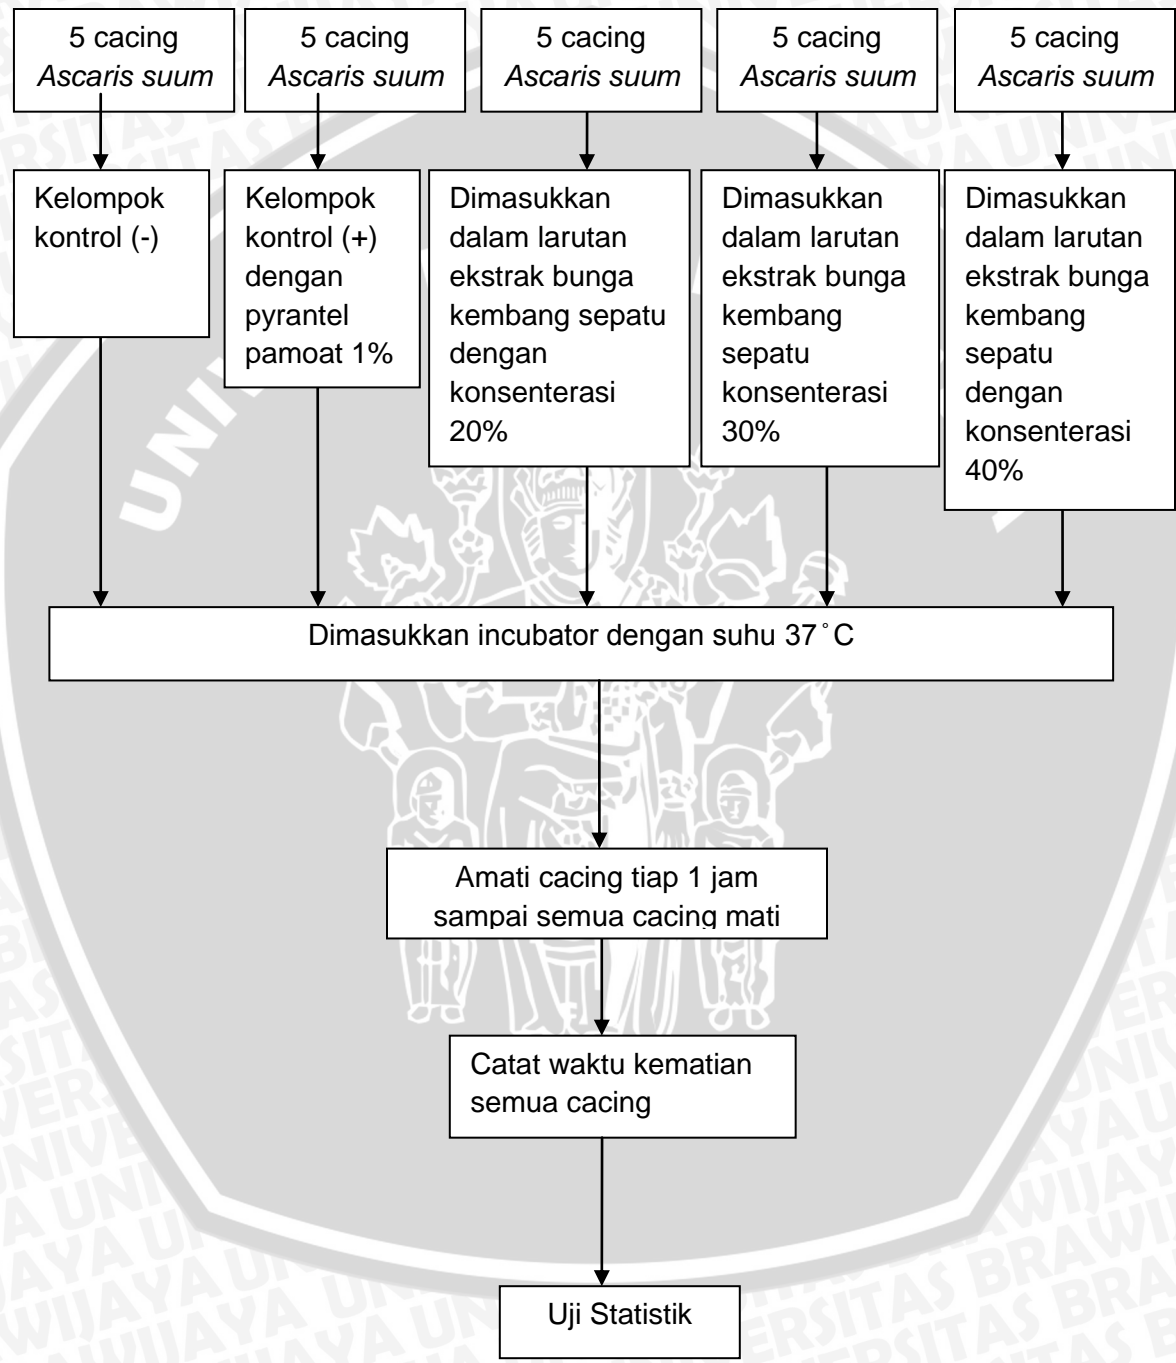 5 cacing
Ascaris suum
5 cacing
Ascaris suum
5 cacing
Ascaris suum
5 cacing
Ascaris suum
5 cacing
Ascaris suum
Kelompok
kontrol (-)
Kelompok
kontrol (+)
dengan
pyrantel
pamoat 1%
Dimasukkan
dalam larutan
ekstrak bunga
kembang sepatu
dengan
konsenterasi
20%
Dimasukkan
dalam larutan
ekstrak bunga
kembang
sepatu
konsenterasi
30%
Dimasukkan
dalam larutan
ekstrak bunga
kembang
sepatu
dengan
konsenterasi
40%
Dimasukkan incubator dengan suhu 37˚C
Amati cacing tiap 1 jam
sampai semua cacing mati
Catat waktu kematian
semua cacing
Uji Statistik